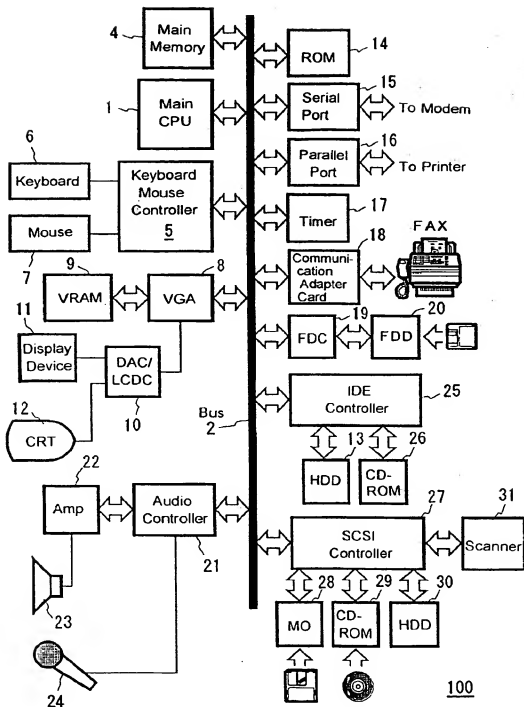 4
Main
Memory
1
Main
CPU
6
Keyboard
Mouse
7
Keyboard
Mouse
Controller
5
9
VRAM
8
VGA
11
Display
Device
DAC/
LCDC
10
12
CRT
Bus
2
22
Amp
Audio
Controller
21
23
24
ROM
14
15
Serial
Port
To Modem
16
Parallel
Port
To Printer
Timer
17
18
Communication
Adapter
Card
FAX
19
FDC
20
FDD
IDE
Controller
25
13
HDD
26
CD-
ROM
27
SCSI
Controller
31
Scanner
28
MO
29
CD-
ROM
30
HDD
100